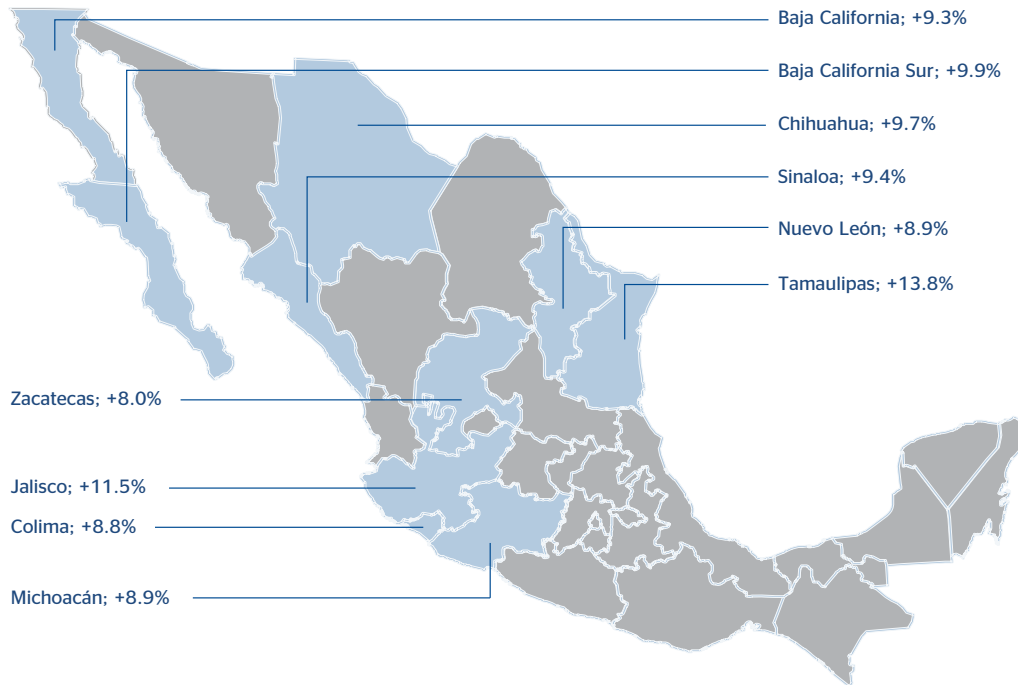 Baja California; +9.3%
Baja California Sur; +9.9%
Chihuahua; +9.7%
Sinaloa; +9.4%
Nuevo León; +8.9%
Tamaulipas; +13.8%
Zacatecas; +8.0%
Jalisco; +11.5%
Colima; +8.8%
Michoacán; +8.9%